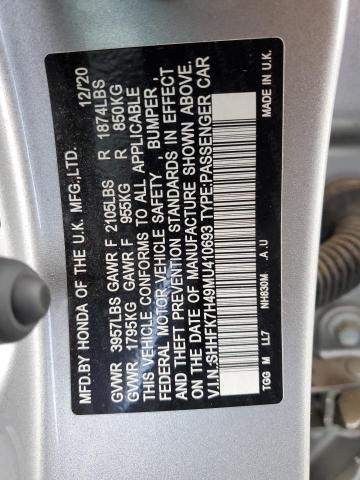 MFD.BY HONDA OF THE U.K. MFG.,LTD. 12/20
GVWR 3957LBS GAWR F 2105LBS R 1874LBS
GVWR 1795KG GAWR F 955KG R 850KG
THIS VEHICLE CONFORMS TO ALL APPLICABLE
FEDERAL MOTOR VEHICLE SAFETY , BUMPER ,
AND THEFT PREVENTION STANDARDS IN EFFECT
ON THE DATE OF MANUFACTURE SHOWN ABOVE.
V.I.N.:SHHFK7H49MU410693 TYPE:PASSENGER CAR
TGG M LL7 NH830M .A.U MADE IN U.K.